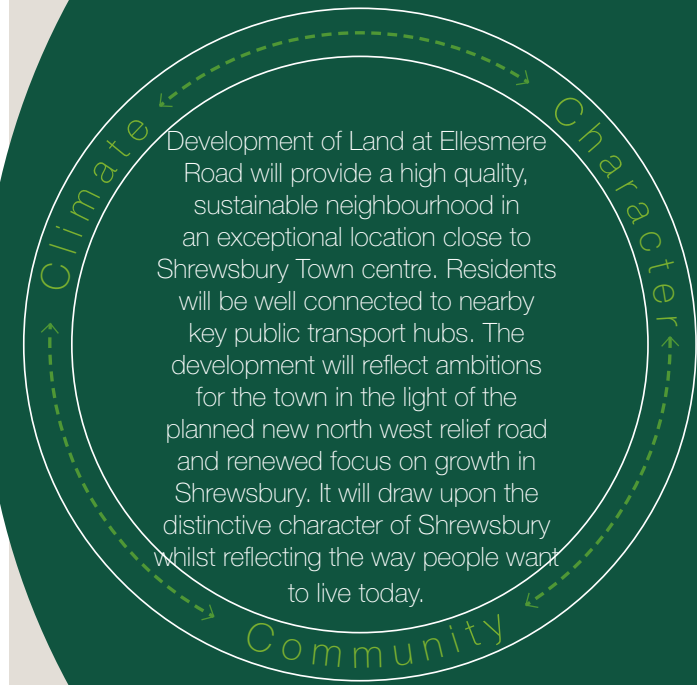 Climate
Character
Development of Land at Ellesmere
Road will provide a high quality,
sustainable neighbourhood in
an exceptional location close to
Shrewsbury Town centre. Residents
will be well connected to nearby
key public transport hubs. The
development will reflect ambitions
for the town in the light of the
planned new north west relief road
and renewed focus on growth in
Shrewsbury. It will draw upon the
distinctive character of Shrewsbury
whilst reflecting the way people want
to live today.
Community